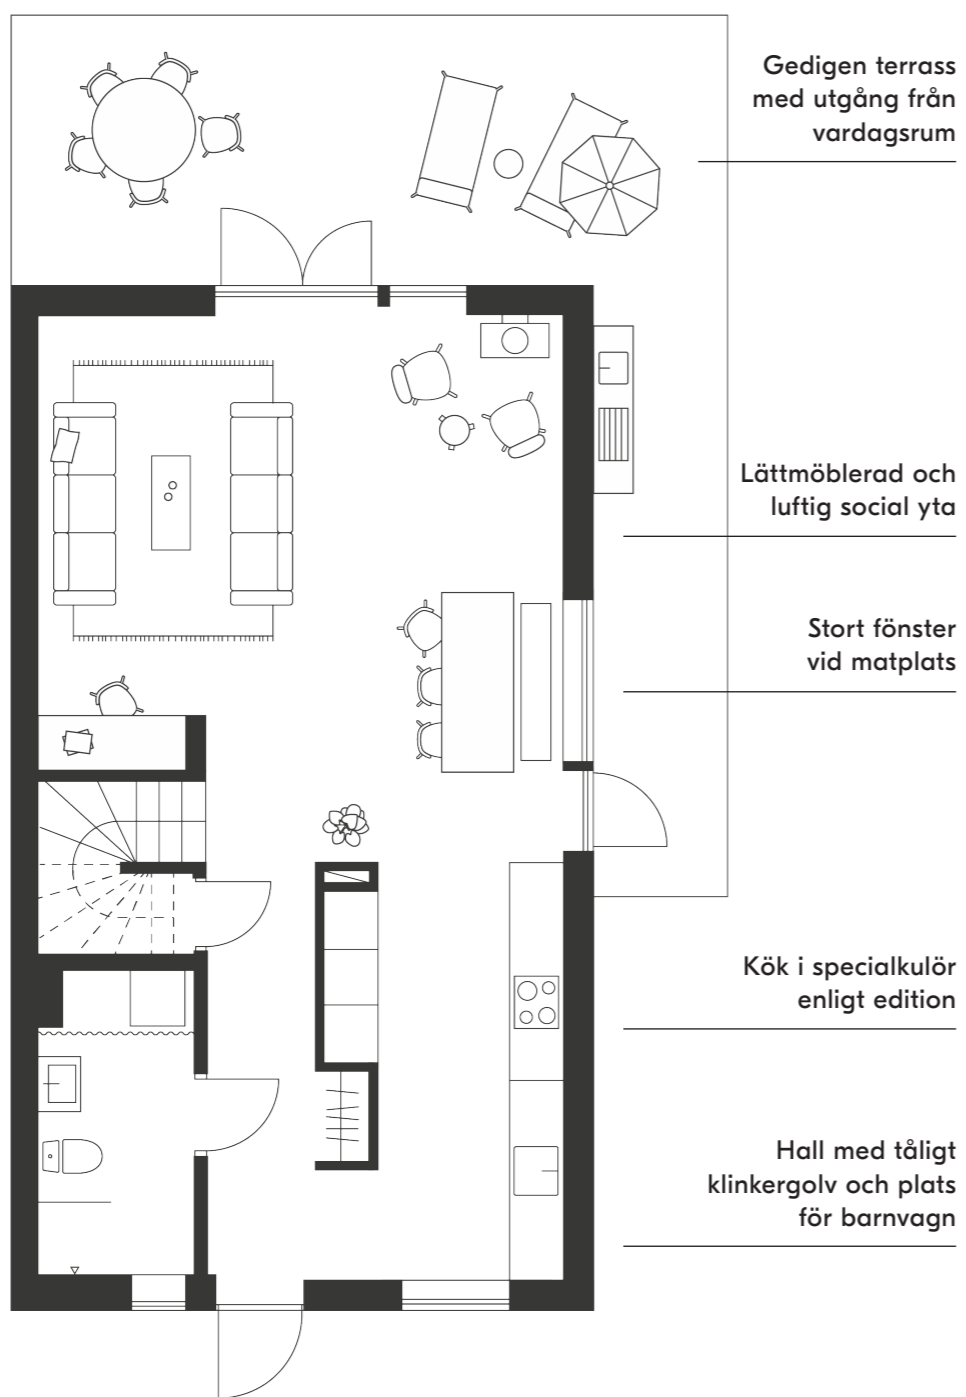 Gedigen terrass
med utgång från
vardagsrum
Lättmöblerad och
luftig social yta
Stort fönster
vid matplats
Kök i specialkulör
enligt edition
Hall med tåligt
klinkergolv och plats
för barnvagn